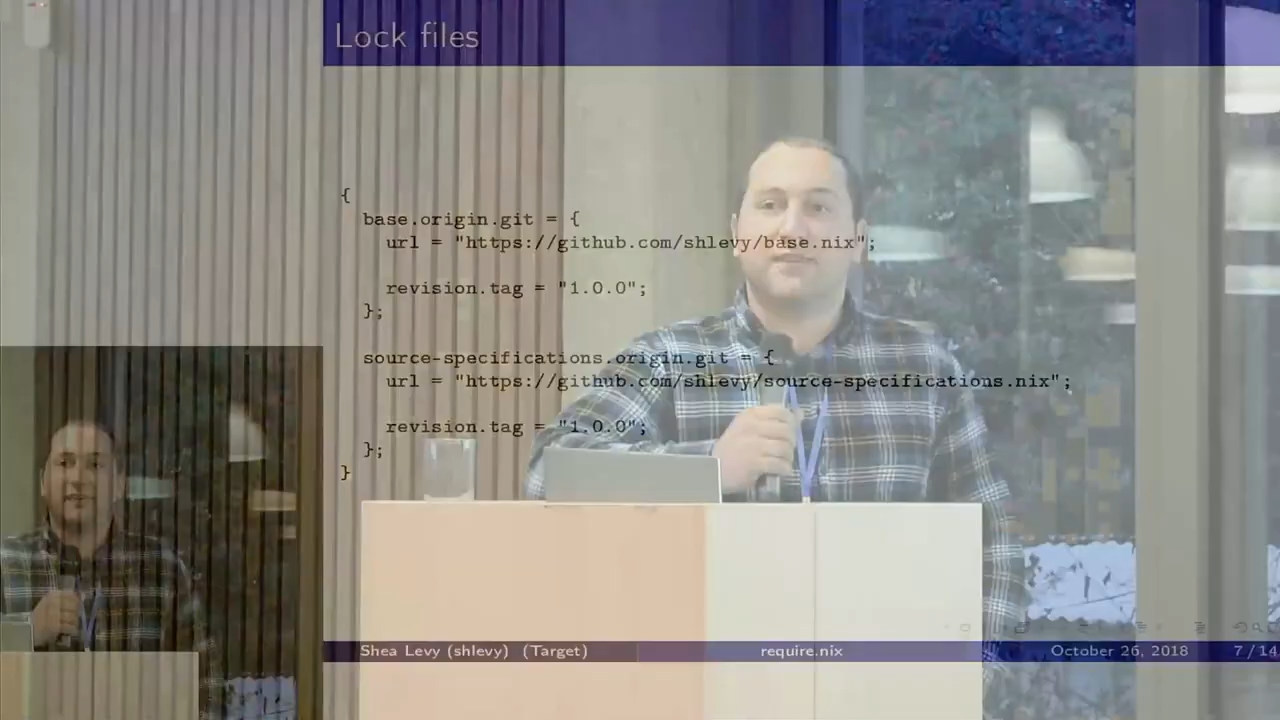 Lock files
{
  base.origin.git = {
    url = "https://github.com/shlevy/base.nix";
    revision.tag = "1.0.0";
  };
  source-specifications.origin.git = {
    url = "https://github.com/shlevy/source-specifications.nix";
    revision.tag = "1.0.0";
  };
}
Shea Levy (shlevy) (Target) require.nix October 26, 2018 7 / 14